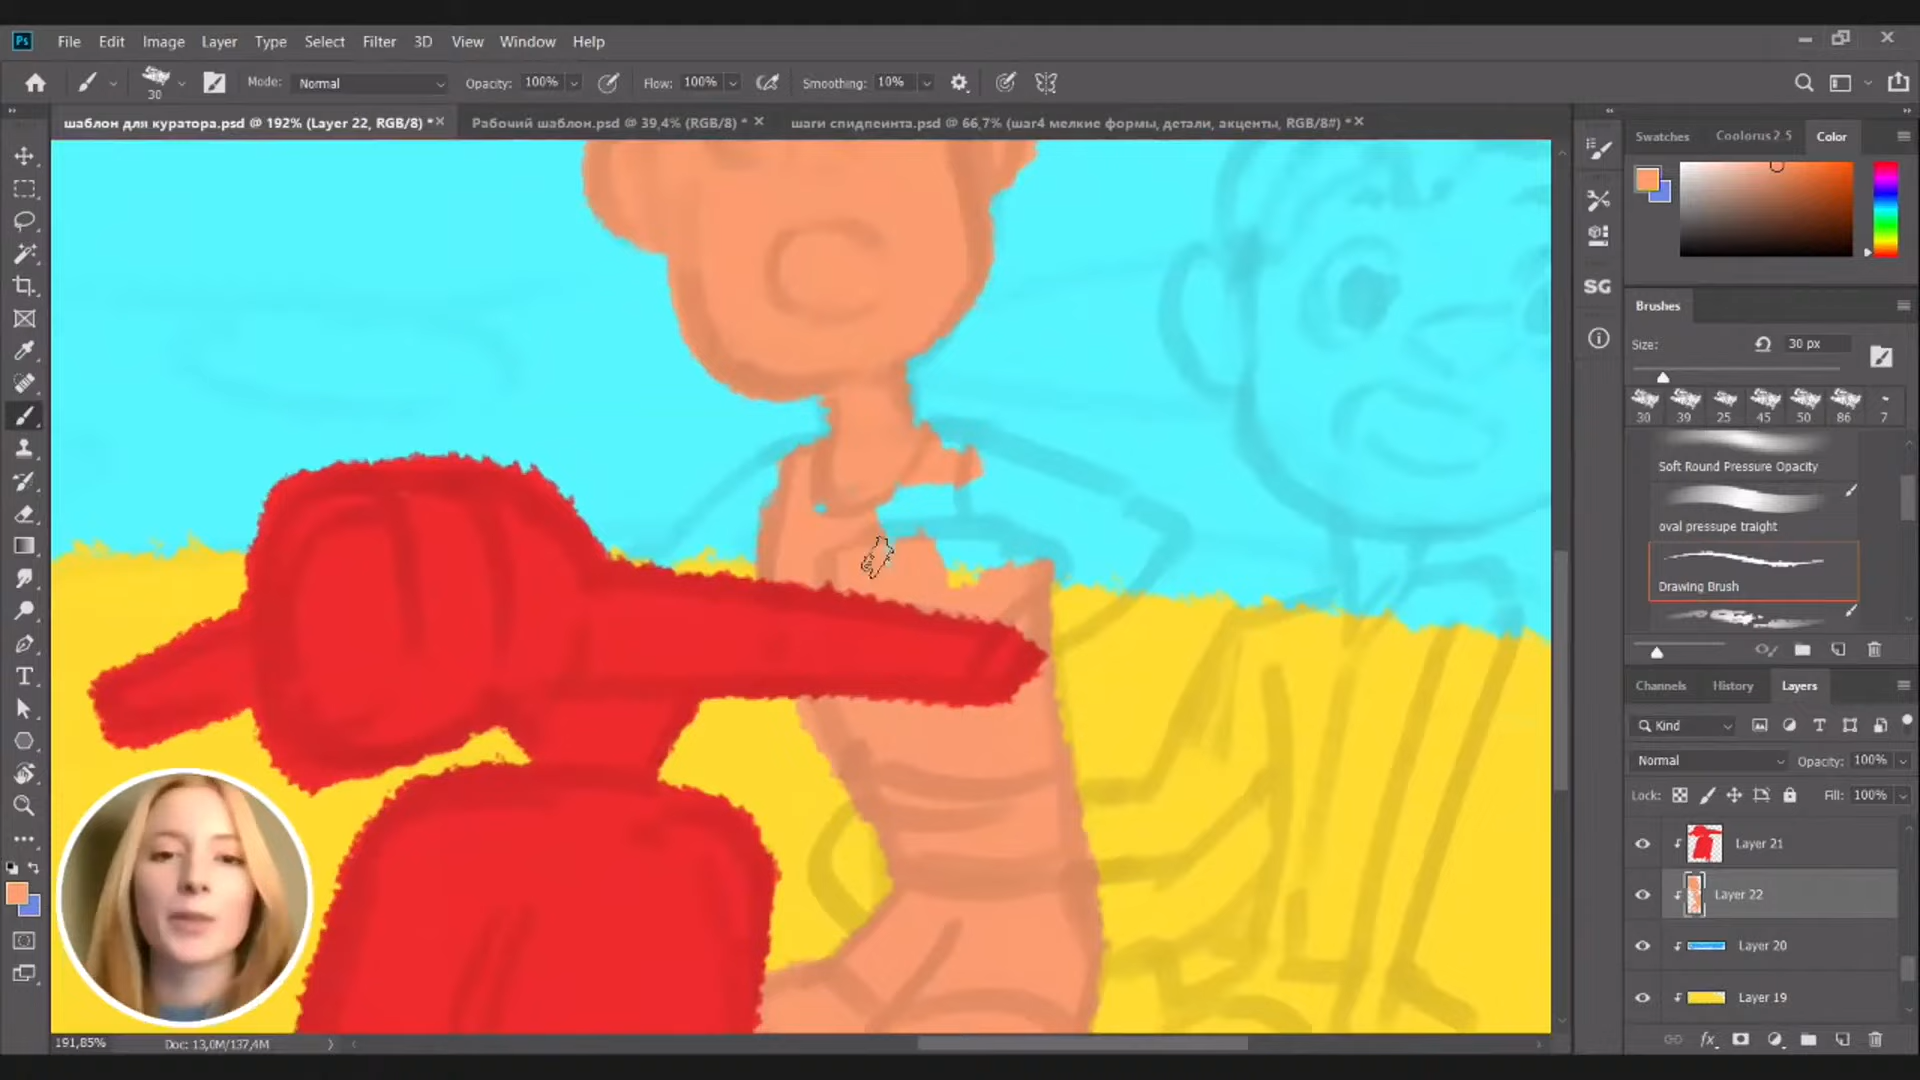 Ps File Edit Image Layer Type Select Filter 3D View Window Help
30 Mode: Normal Opacity: 100% Flow: 100% Smoothing: 10%
шаблон для куратора.psd @ 192% (Layer 22, RGB/8) * Рабочий шаблон.psd @ 39,4% (RGB/8) * шаги спидпеинта.psd @ 66,7% (шаг4 мелкие формы, детали, акценты, RGB/8#) *
Swatches Coolorus 2.5 Color
SG
Brushes
Size: 30 px
30 39 25 45 50 86 7
Soft Round Pressure Opacity
oval pressupe traight
Drawing Brush
Channels History Layers
Kind
Normal Opacity: 100%
Lock: Fill: 100%
Layer 21
Layer 22
Layer 20
Layer 19
fx
191,85% Doc: 13,0M/137,4M